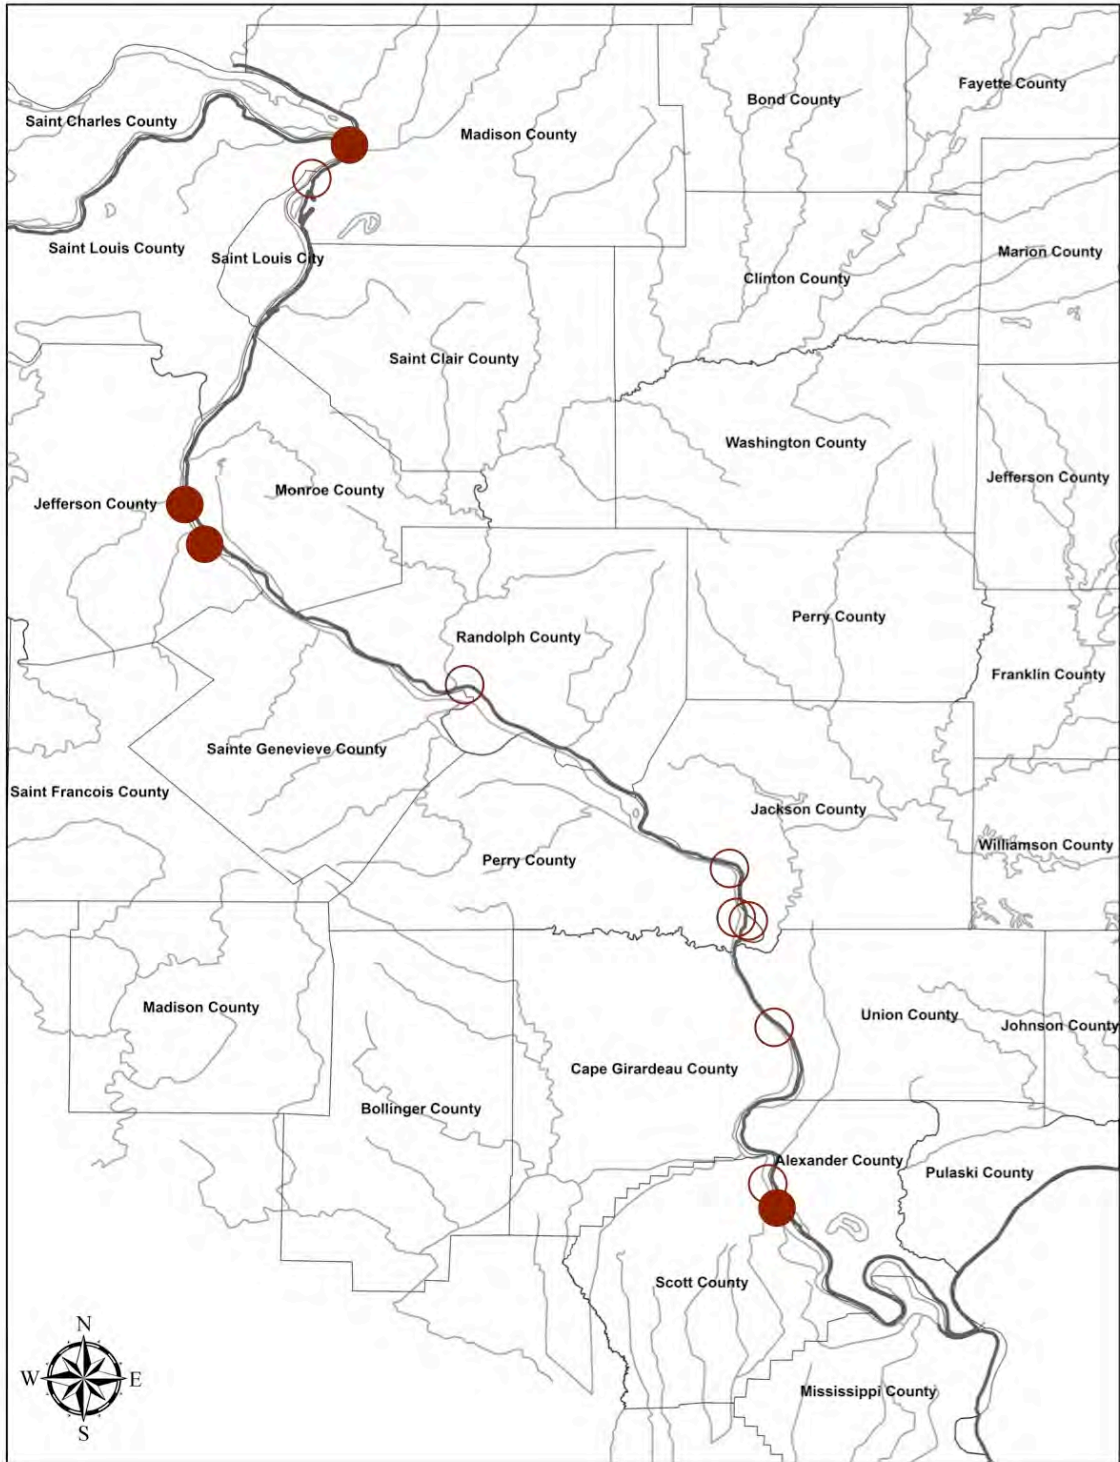 Fayette County
Bond County
Saint Charles County
Madison County
Saint Louis County
Saint Louis City
Marion County
Clinton County
Saint Clair County
Washington County
Jefferson County
Monroe County
Jefferson County
Perry County
Randolph County
Franklin County
Sainte Genevieve County
Saint Francois County
Jackson County
Williamson County
Perry County
Madison County
Union County
Johnson County
Cape Girardeau County
Bollinger County
Alexander County
Pulaski County
Scott County
Mississippi County
N
W E
S